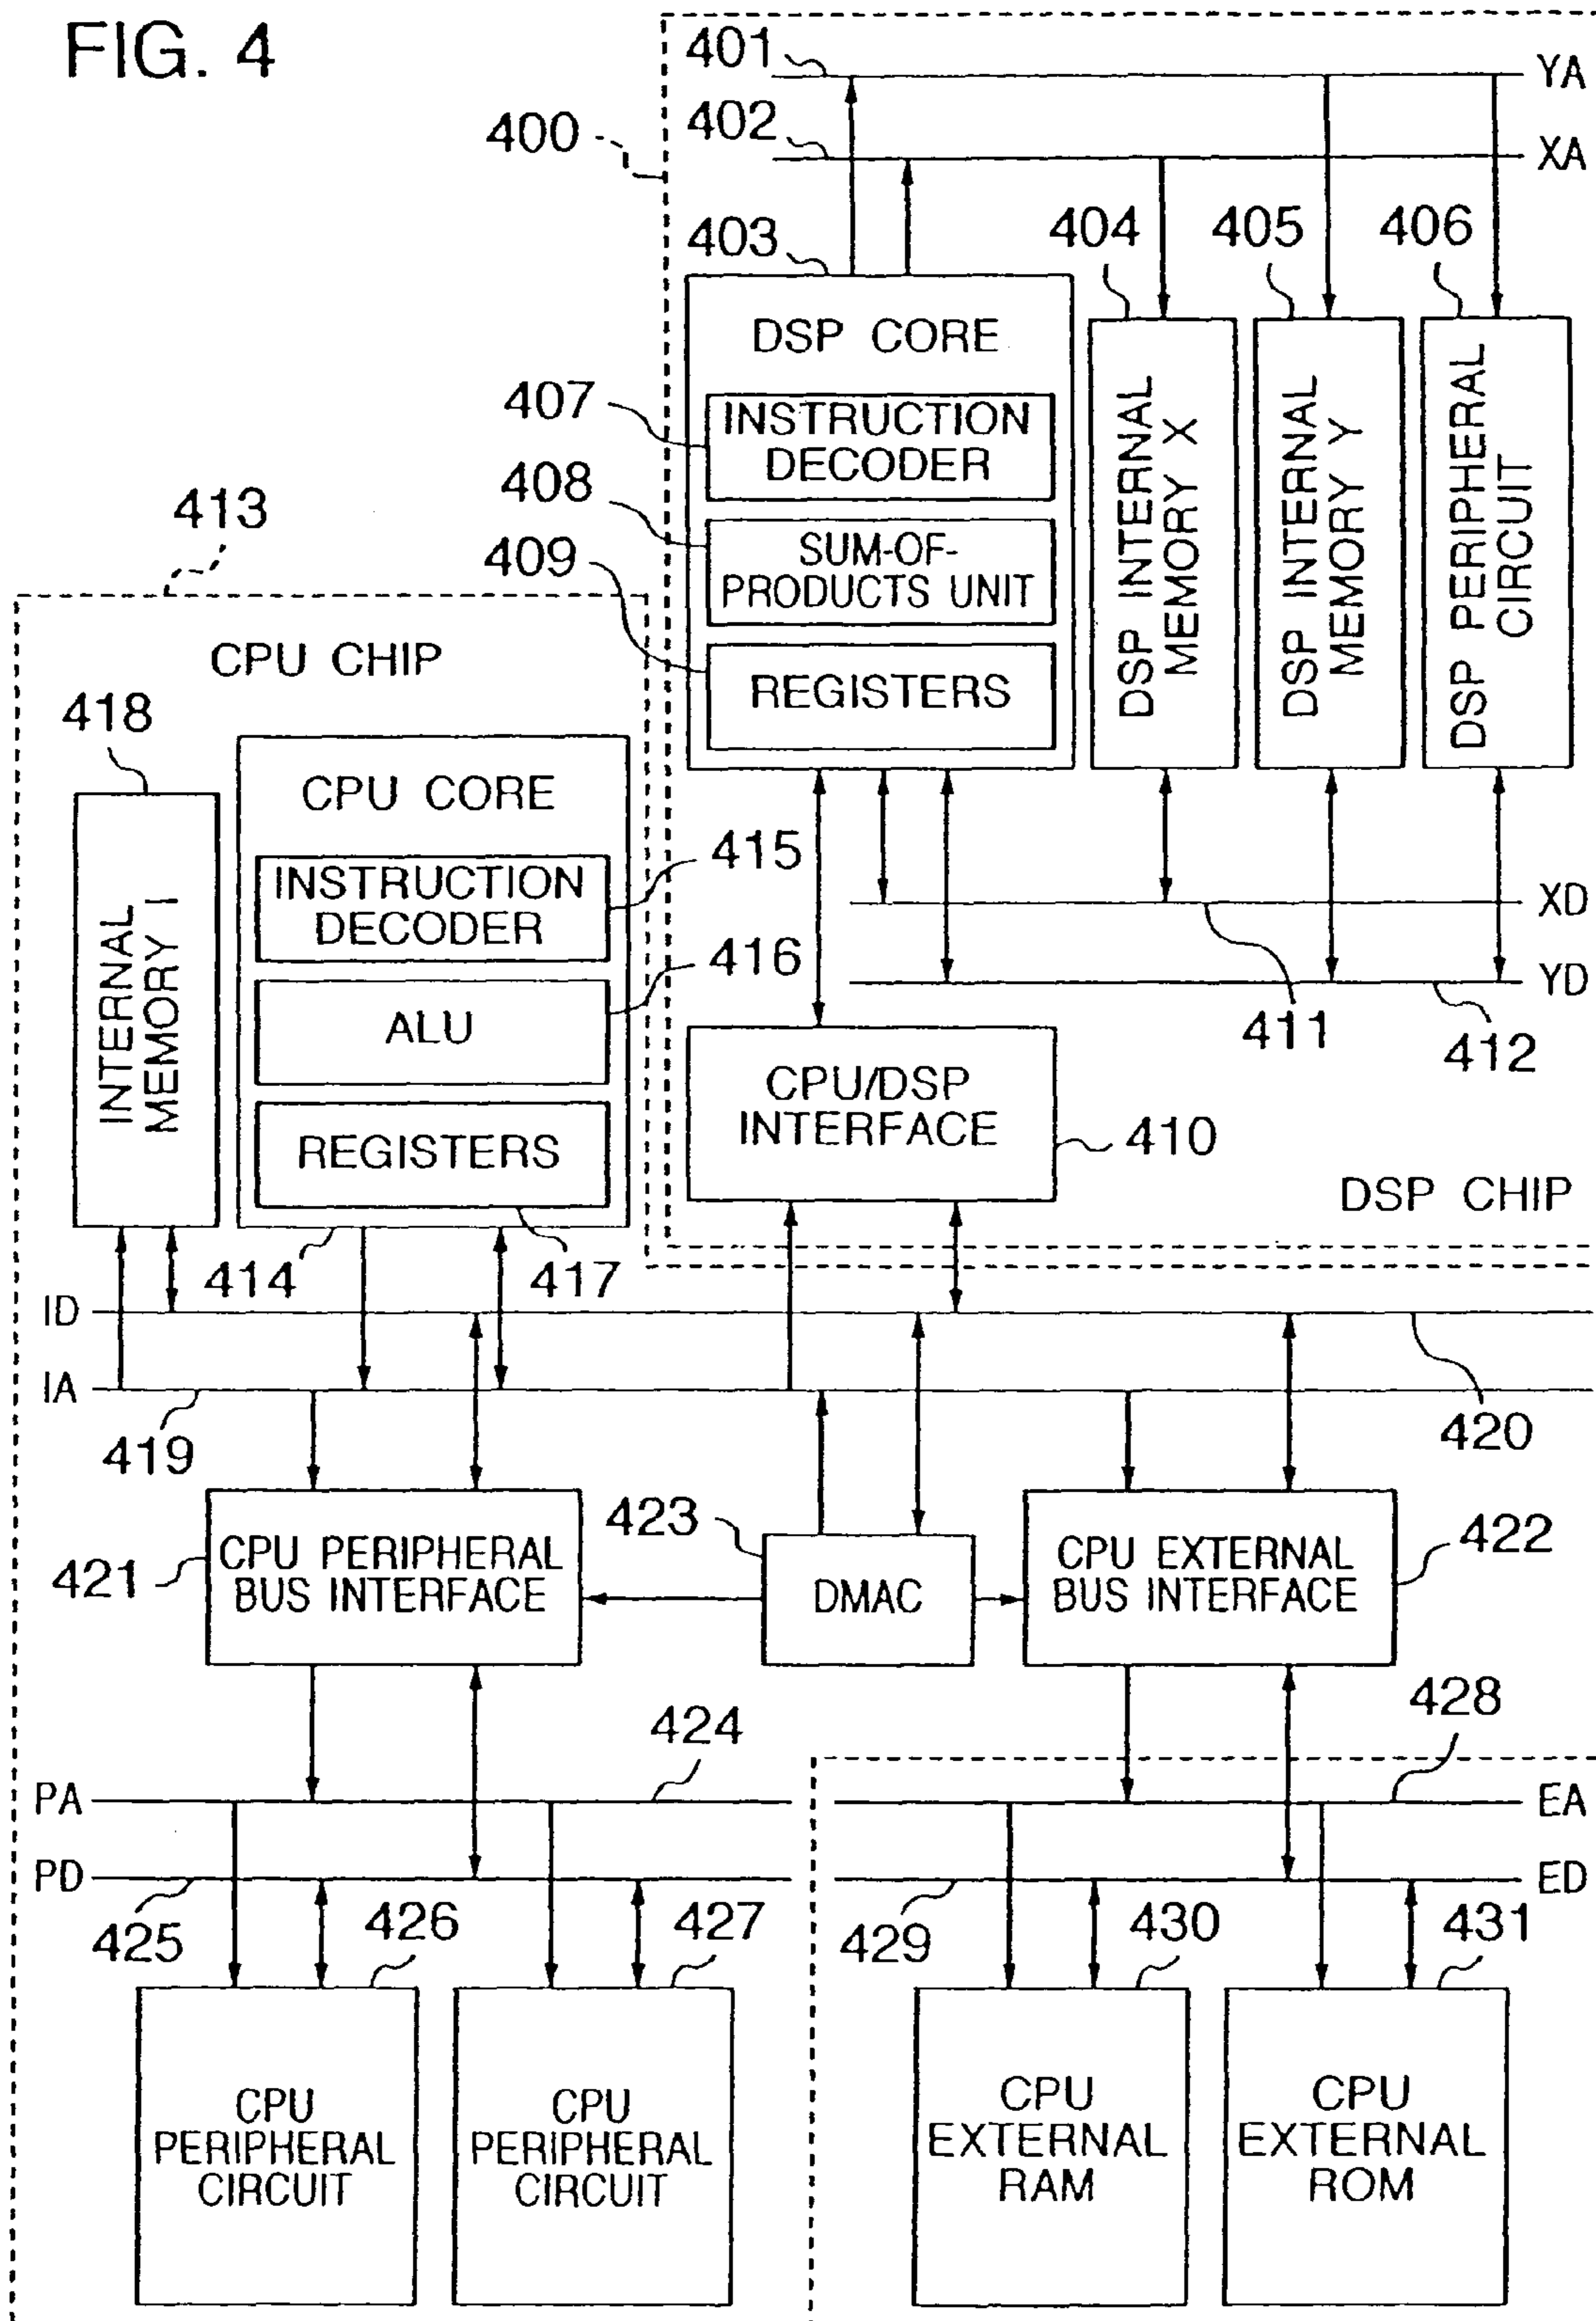 FIG. 4
401
YA
402
XA
400
403
404
405
406
DSP CORE
407
INSTRUCTION
DECODER
408
SUM-OF-
PRODUCTS UNIT
409
REGISTERS
DSP INTERNAL
MEMORY X
DSP INTERNAL
MEMORY Y
DSP PERIPHERAL
CIRCUIT
413
CPU CHIP
418
INTERNAL
MEMORY I
CPU CORE
INSTRUCTION
DECODER
415
ALU
416
REGISTERS
XD
411
YD
412
CPU/DSP
INTERFACE
410
DSP CHIP
414
417
ID
IA
419
420
CPU PERIPHERAL
BUS INTERFACE
421
423
DMAC
CPU EXTERNAL
BUS INTERFACE
422
424
428
PA
EA
PD
ED
425
426
427
429
430
431
CPU
PERIPHERAL
CIRCUIT
CPU
PERIPHERAL
CIRCUIT
CPU
EXTERNAL
RAM
CPU
EXTERNAL
ROM